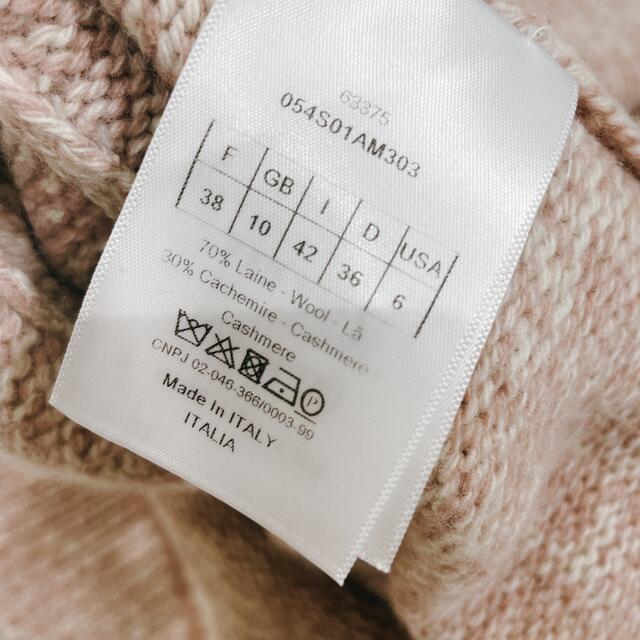 63375
054S01AM303
F GB I D USA
38 10 42 36 6
70% Laine - Wool - Lã
30% Cachemire - Cashmere -
Cashmere
P
CNPJ 02-046-366/0003-99
Made In ITALY
ITALIA